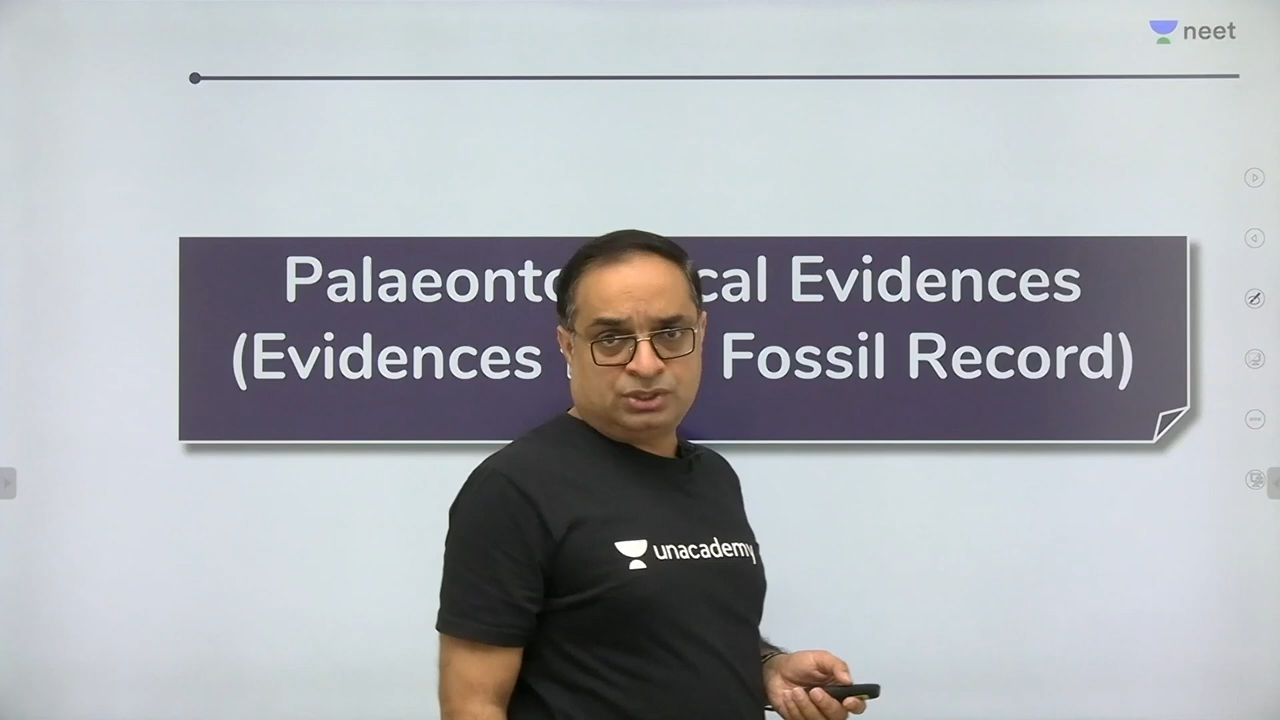 neet
Palaeonto cal Evidences
(Evidences Fossil Record)
unacademy